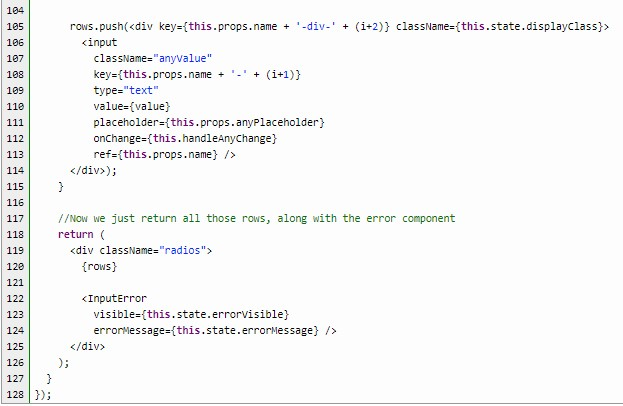 104
105 rows.push(<div key={this.props.name + '-div-' + (i+2)} className={this.state.displayClass}>
106 <input
107 className="anyValue"
108 key={this.props.name + '-' + (i+1)}
109 type="text"
110 value={value}
111 placeholder={this.props.anyPlaceholder}
112 onChange={this.handleAnyChange}
113 ref={this.props.name} />
114 </div>);
115 }
116
117 //Now we just return all those rows, along with the error component
118 return (
119 <div className="radios">
120 {rows}
121
122 <InputError
123 visible={this.state.errorVisible}
124 errorMessage={this.state.errorMessage} />
125 </div>
126 );
127 }
128 });